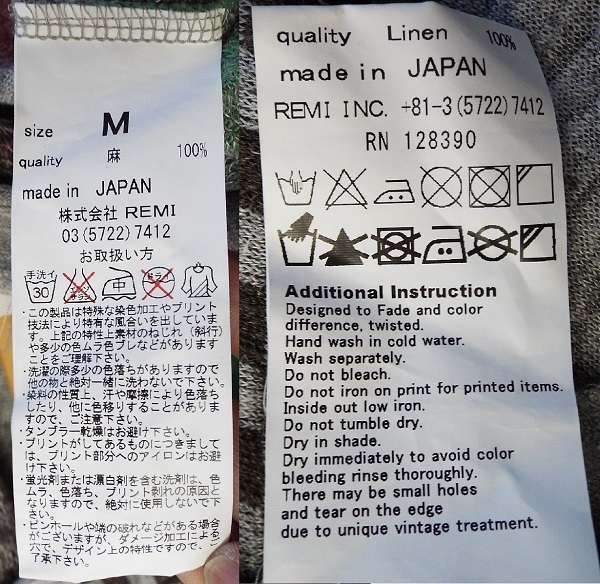 size M
quality 麻 100%
made in JAPAN
株式会社 REMI
03(5722)7412
お取扱い方
手洗イ
30
エンソ
サラシ
中
ドライ
・この製品は特殊な染色加工やプリント
技法により特有な風合いを出していま
す。上記の特性上素材のねじれ(斜行)
や多少の色ムラ色ブレなどがあります
ことをご理解下さい。
・洗濯の際多少の色落ちがありますので
他の物と絶対一緒に洗わないで下さい。
・染料の性質上、汗や摩擦により色落ち
したり、他に色移りすることがありま
すので、ご注意下さい。
・タンブラー乾燥はお避け下さい。
・プリントがしてあるものにつきまして
は、プリント部分へのアイロンはお避
け下さい。
・蛍光剤または漂白剤を含む洗剤は、色
ムラ、色落ち、プリント剥れの原因と
なりますので、絶対に使用しないで下
さい。
・ピンホールや端の破れなどがある場合
がございますが、ダメージ加工による
穴で、デザイン上の特性ですので、ご
了承下さい。
quality Linen 100%
made in JAPAN
REMI INC. +81-3(5722)7412
RN 128390
Additional Instruction
Designed to Fade and color
difference, twisted.
Hand wash in cold water.
Wash separately.
Do not bleach.
Do not iron on print for printed items.
Inside out low iron.
Do not tumble dry.
Dry in shade.
Dry immediately to avoid color
bleeding rinse thoroughly.
There may be small holes
and tear on the edge
due to unique vintage treatment.